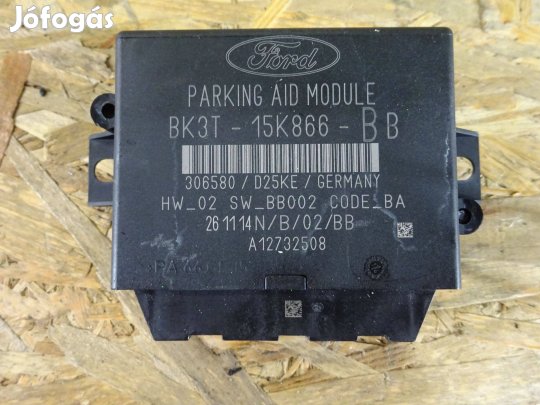 Jófogás
Ford
PARKING AID MODULE
BK3T - 15K866 - BB
306580 / D25KE / GERMANY
HW_02 SW_BB002 CODE_BA
261114N/B/02/BB
A12732508